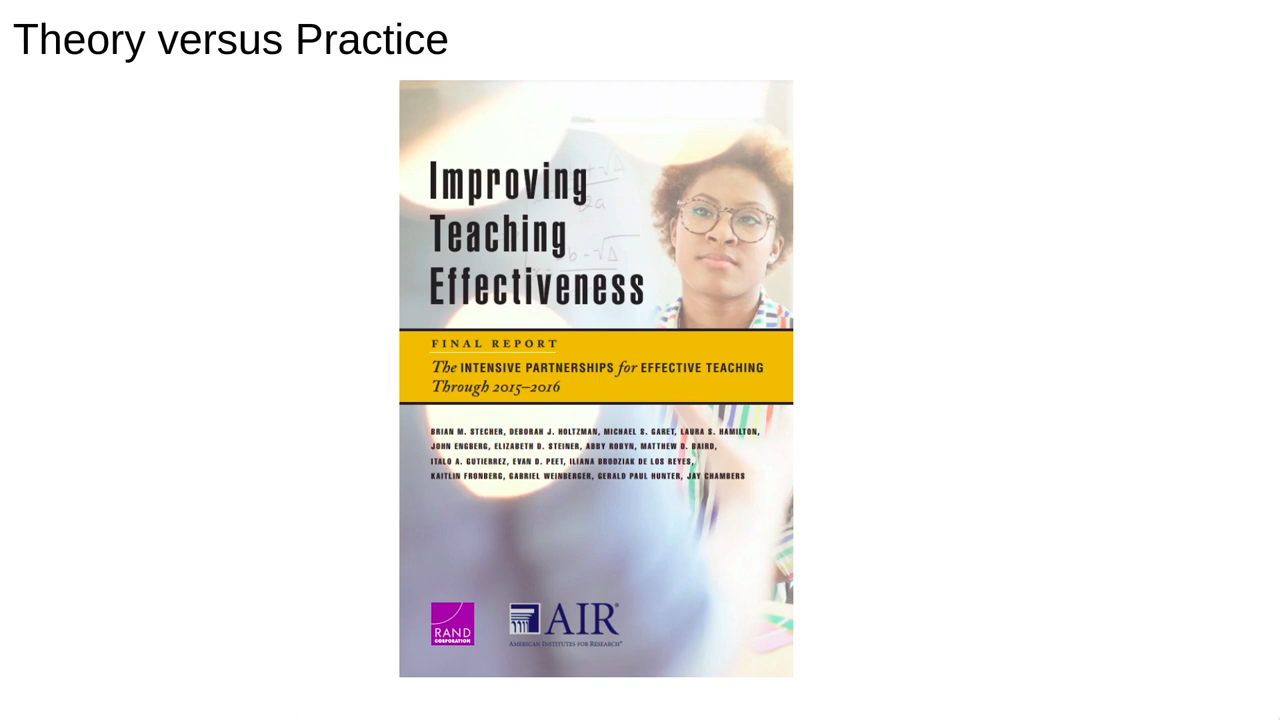 Theory versus Practice
Improving
Teaching
Effectiveness
FINAL REPORT
The INTENSIVE PARTNERSHIPS for EFFECTIVE TEACHING
Through 2015–2016
BRIAN M. STECHER, DEBORAH J. HOLTZMAN, MICHAEL S. GARET, LAURA S. HAMILTON,
JOHN ENGBERG, ELIZABETH D. STEINER, ABBY ROBYN, MATTHEW D. BAIRD,
ITALO A. GUTIERREZ, EVAN D. PEET, ILIANA BRODZIAK DE LOS REYES,
KAITLIN FRONBERG, GABRIEL WEINBERGER, GERALD PAUL HUNTER, JAY CHAMBERS
RAND
CORPORATION
AIR®
AMERICAN INSTITUTES FOR RESEARCH®